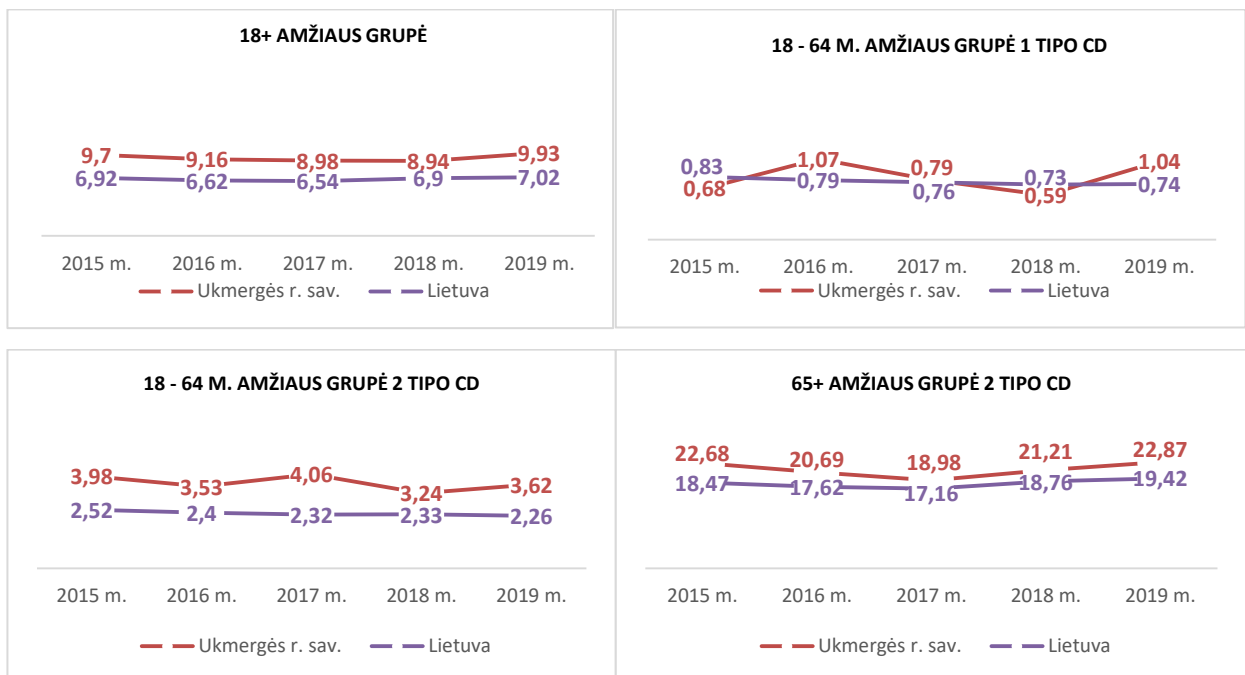 18+ AMŽIAUS GRUPĖ
9,7 9,16 8,98 8,94 9,93
6,92 6,62 6,54 6,9 7,02
2015 m. 2016 m. 2017 m. 2018 m. 2019 m.
Ukmergės r. sav. Lietuva
18 - 64 M. AMŽIAUS GRUPĖ 1 TIPO CD
0,68 1,07 0,79 0,59 1,04
0,83 0,79 0,76 0,73 0,74
2015 m. 2016 m. 2017 m. 2018 m. 2019 m.
Ukmergės r. sav. Lietuva
18 - 64 M. AMŽIAUS GRUPĖ 2 TIPO CD
3,98 3,53 4,06 3,24 3,62
2,52 2,4 2,32 2,33 2,26
2015 m. 2016 m. 2017 m. 2018 m. 2019 m.
Ukmergės r. sav. Lietuva
65+ AMŽIAUS GRUPĖ 2 TIPO CD
22,68 20,69 18,98 21,21 22,87
18,47 17,62 17,16 18,76 19,42
2015 m. 2016 m. 2017 m. 2018 m. 2019 m.
Ukmergės r. sav. Lietuva